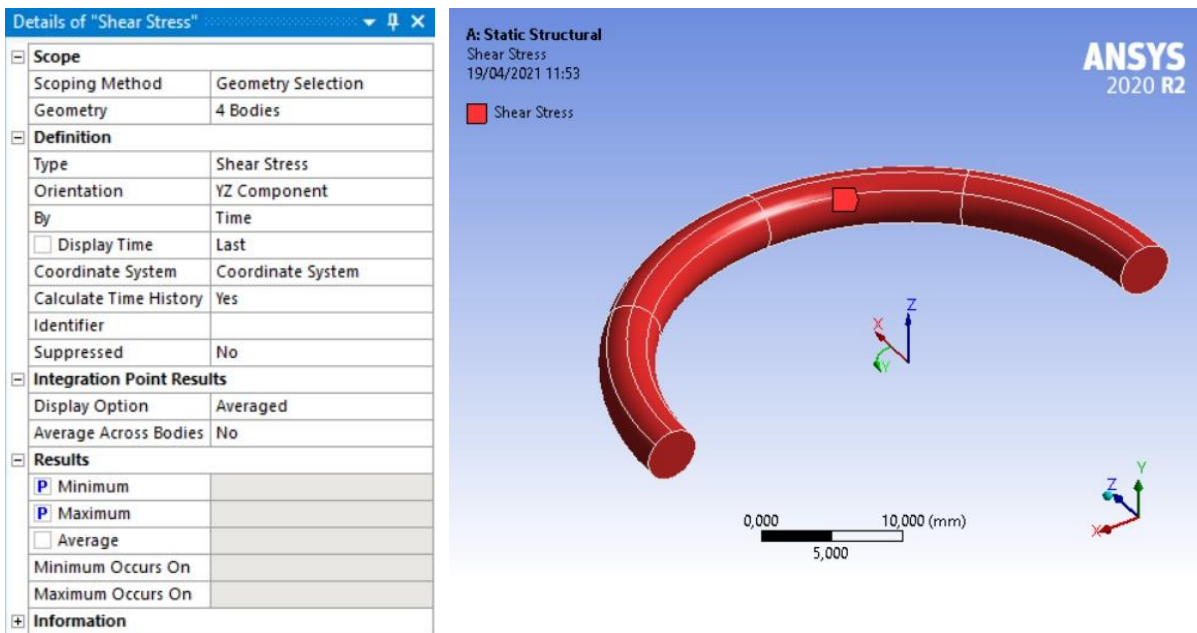 Details of "Shear Stress"
Scope
Scoping Method Geometry Selection
Geometry 4 Bodies
Definition
Type Shear Stress
Orientation YZ Component
By Time
Display Time Last
Coordinate System Coordinate System
Calculate Time History Yes
Identifier
Suppressed No
Integration Point Results
Display Option Averaged
Average Across Bodies No
Results
P Minimum
P Maximum
Average
Minimum Occurs On
Maximum Occurs On
Information
A: Static Structural
Shear Stress
19/04/2021 11:53
Shear Stress
ANSYS
2020 R2
Z
X
Y
Y
Z
X
0,000 10,000 (mm)
5,000